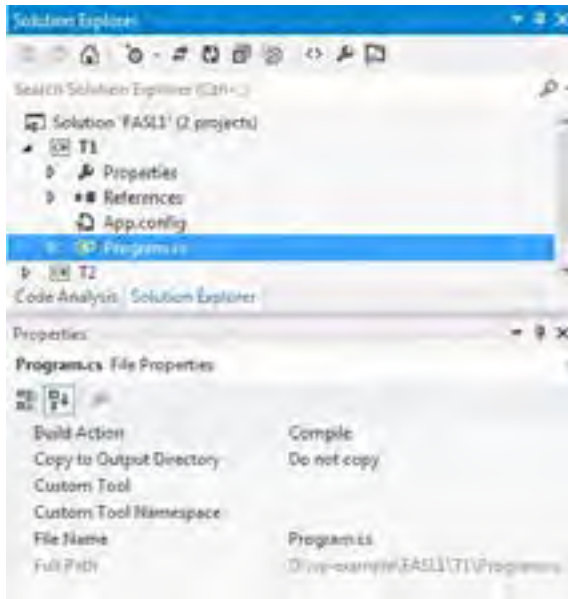 Solution Explorer
Search Solution Explorer (Ctrl+;)
Solution 'EASL1' (2 projects)
T1
Properties
References
App.config
Program.cs
T2
Code Analysis Solution Explorer
Properties
Program.cs File Properties
Build Action Compile
Copy to Output Directory Do not copy
Custom Tool
Custom Tool Namespace
File Name Program.cs
Full Path